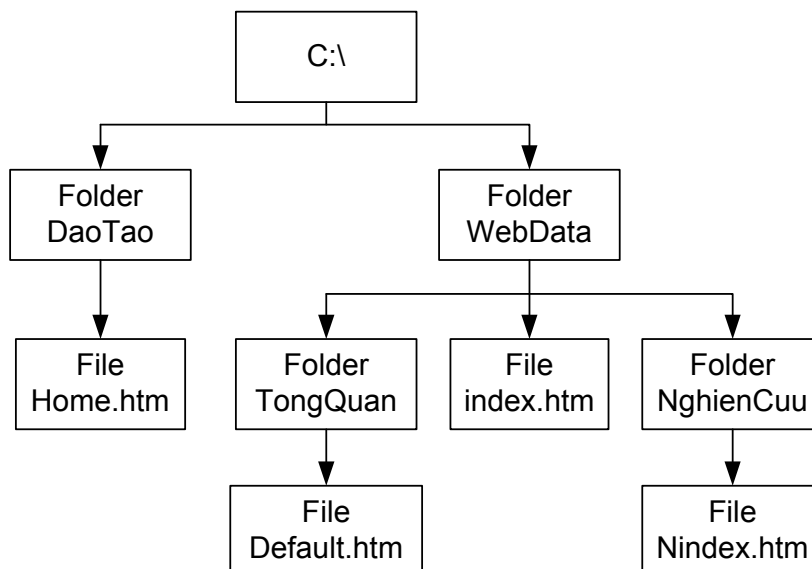 C:\
Folder
DaoTao
Folder
WebData
File
Home.htm
Folder
TongQuan
File
index.htm
Folder
NghienCuu
File
Default.htm
File
Nindex.htm